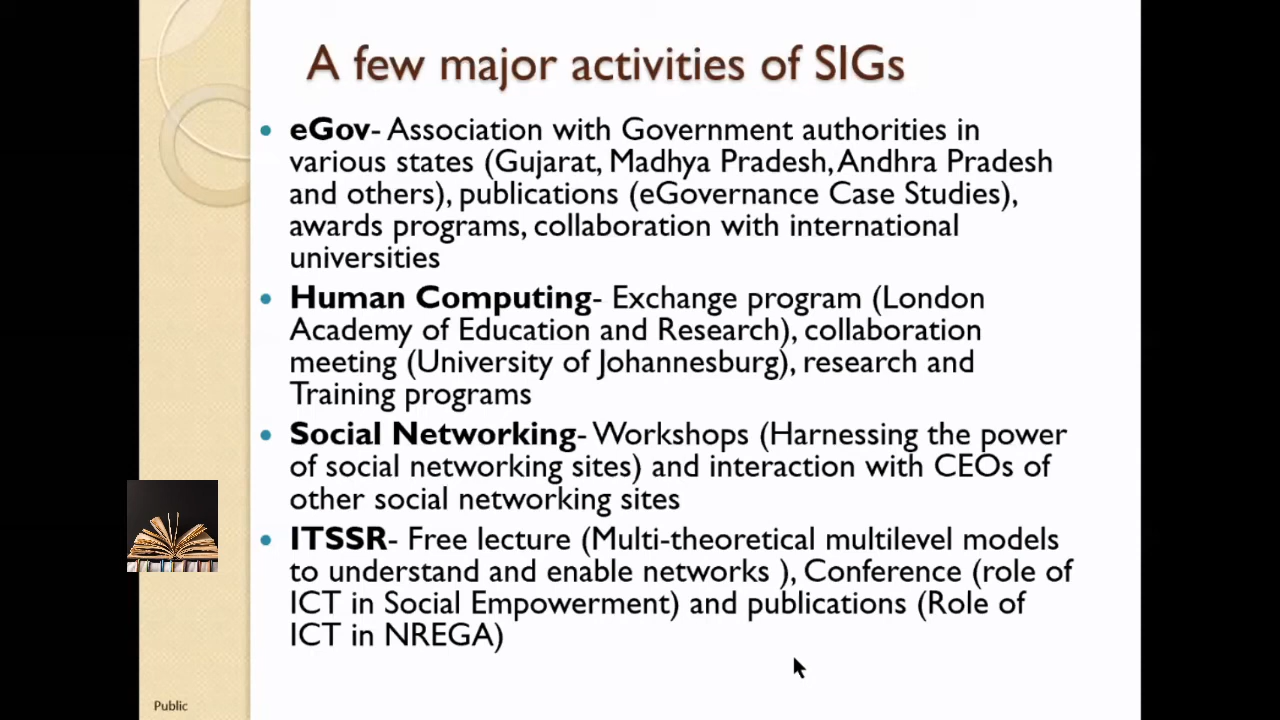 A few major activities of SIGs
• eGov- Association with Government authorities in
various states (Gujarat, Madhya Pradesh, Andhra Pradesh
and others), publications (eGovernance Case Studies),
awards programs, collaboration with international
universities
• Human Computing- Exchange program (London
Academy of Education and Research), collaboration
meeting (University of Johannesburg), research and
Training programs
• Social Networking- Workshops (Harnessing the power
of social networking sites) and interaction with CEOs of
other social networking sites
• ITSSR- Free lecture (Multi-theoretical multilevel models
to understand and enable networks ), Conference (role of
ICT in Social Empowerment) and publications (Role of
ICT in NREGA)
Public